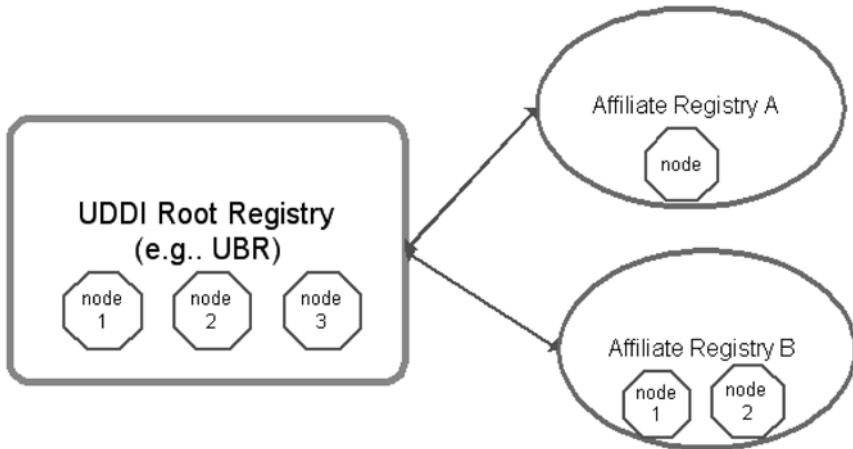 UDDI Root Registry
(e.g.. UBR)
node
1
node
2
node
3
Affiliate Registry A
node
Affiliate Registry B
node
1
node
2